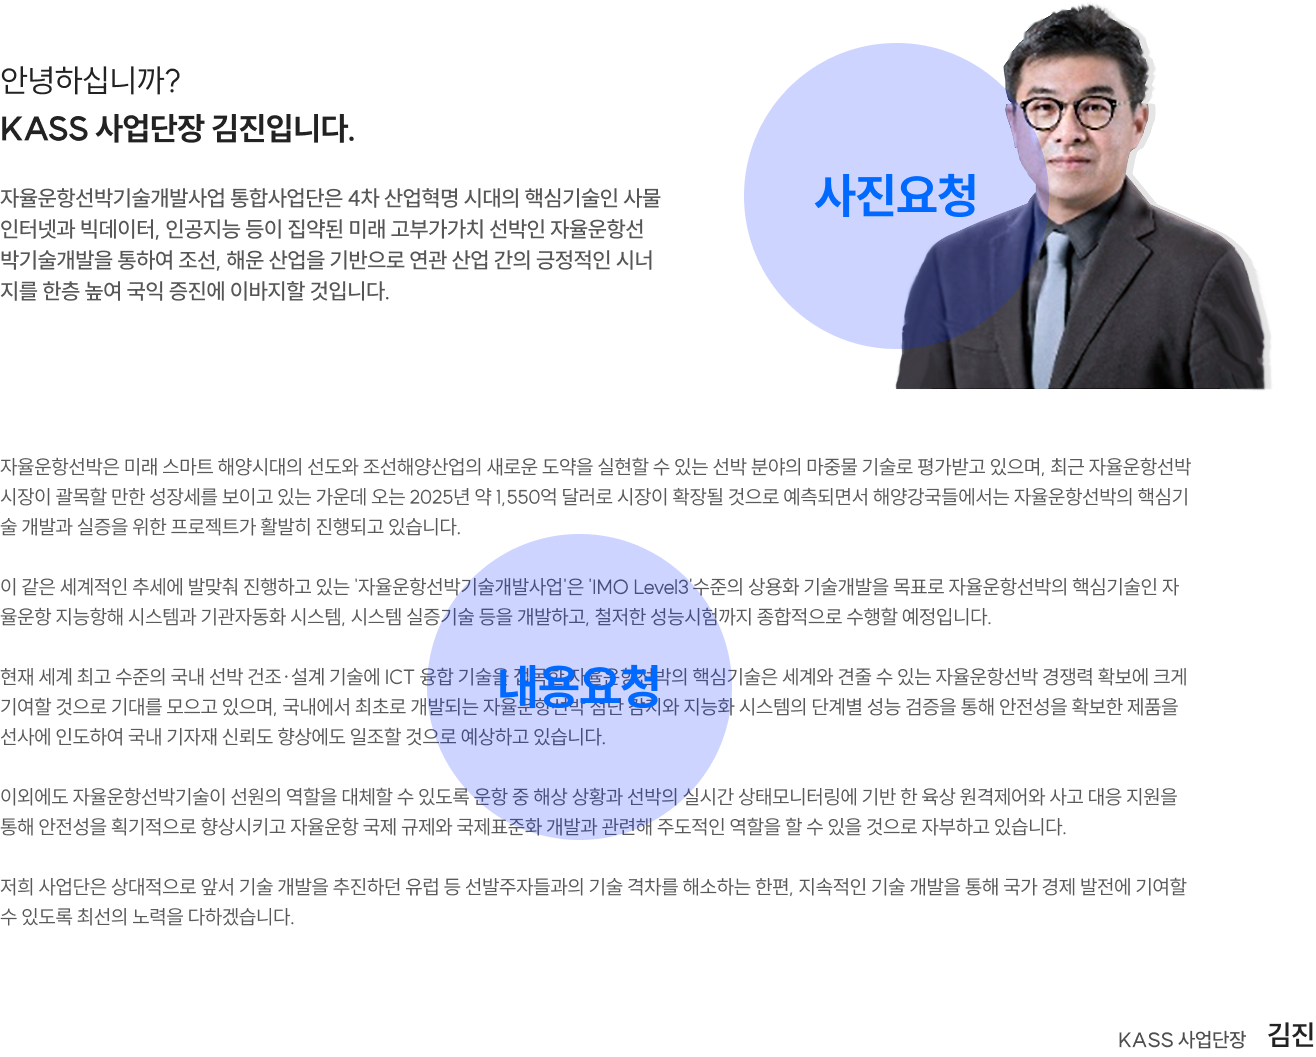 안녕하십니까?
KASS 사업단장 김진입니다.
자율운항선박기술개발사업 통합사업단은 4차 산업혁명 시대의 핵심기술인 사물
인터넷과 빅데이터, 인공지능 등이 집약된 미래 고부가가치 선박인 자율운항선
박기술개발을 통하여 조선, 해운 산업을 기반으로 연관 산업 간의 긍정적인 시너
지를 한층 높여 국익 증진에 이바지할 것입니다.
사진요청
자율운항선박은 미래 스마트 해양시대의 선도와 조선해양산업의 새로운 도약을 실현할 수 있는 선박 분야의 마중물 기술로 평가받고 있으며, 최근 자율운항선박
시장이 괄목할 만한 성장세를 보이고 있는 가운데 오는 2025년 약 1,550억 달러로 시장이 확장될 것으로 예측되면서 해양강국들에서는 자율운항선박의 핵심기
술 개발과 실증을 위한 프로젝트가 활발히 진행되고 있습니다.
이 같은 세계적인 추세에 발맞춰 진행하고 있는 '자율운항선박기술개발사업'은 'IMO Level3'수준의 상용화 기술개발을 목표로 자율운항선박의 핵심기술인 자
율운항 지능항해 시스템과 기관자동화 시스템, 시스템 실증기술 등을 개발하고, 철저한 성능시험까지 종합적으로 수행할 예정입니다.
현재 세계 최고 수준의 국내 선박 건조·설계 기술에 ICT 융합 기술을 접목한 자율운항선박의 핵심기술은 세계와 견줄 수 있는 자율운항선박 경쟁력 확보에 크게
내용요청
기여할 것으로 기대를 모으고 있으며, 국내에서 최초로 개발되는 자율운항선박 첨단 감지와 지능화 시스템의 단계별 성능 검증을 통해 안전성을 확보한 제품을
선사에 인도하여 국내 기자재 신뢰도 향상에도 일조할 것으로 예상하고 있습니다.
이외에도 자율운항선박기술이 선원의 역할을 대체할 수 있도록 운항 중 해상 상황과 선박의 실시간 상태모니터링에 기반 한 육상 원격제어와 사고 대응 지원을
통해 안전성을 획기적으로 향상시키고 자율운항 국제 규제와 국제표준화 개발과 관련해 주도적인 역할을 할 수 있을 것으로 자부하고 있습니다.
저희 사업단은 상대적으로 앞서 기술 개발을 추진하던 유럽 등 선발주자들과의 기술 격차를 해소하는 한편, 지속적인 기술 개발을 통해 국가 경제 발전에 기여할
수 있도록 최선의 노력을 다하겠습니다.
KASS 사업단장 김진